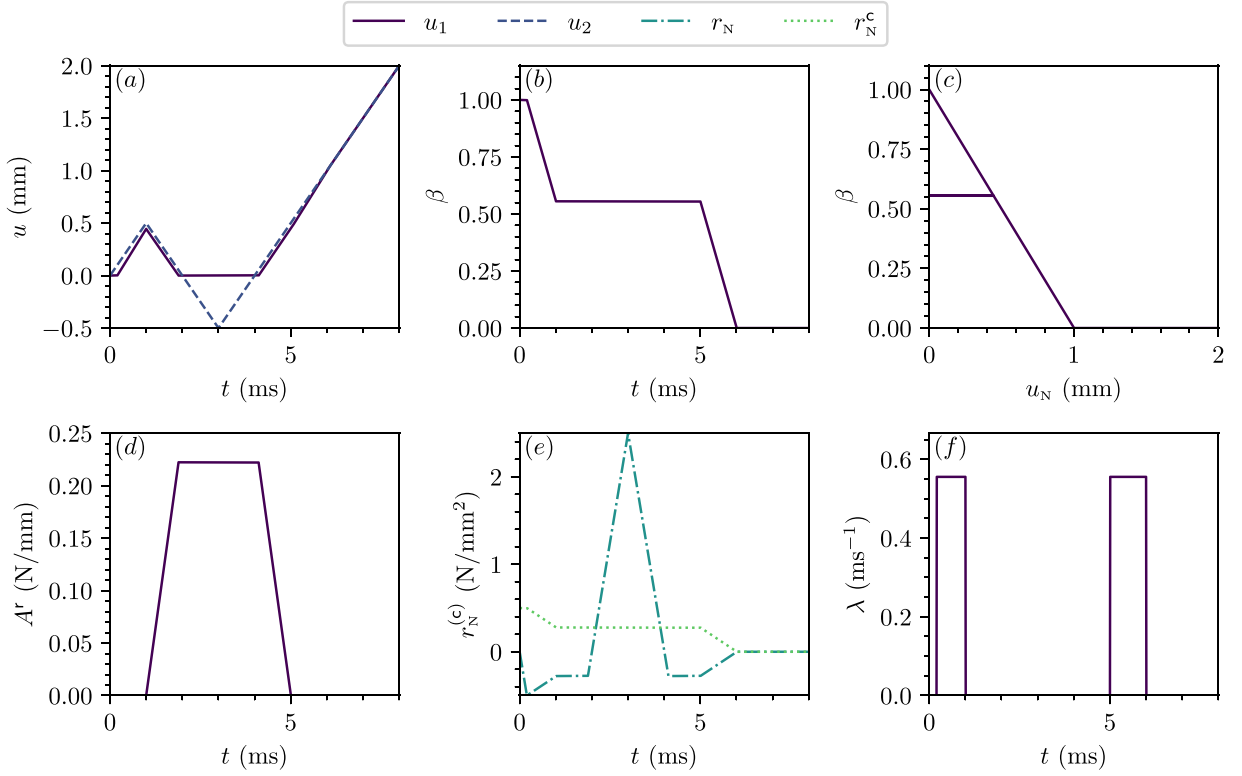 u₁ u₂ r_N r_N^c
(a)
u (mm)
2.0
1.5
1.0
0.5
0.0
−0.5
0 5
t (ms)
(b)
β
1.00
0.75
0.50
0.25
0.00
0 5
t (ms)
(c)
β
1.00
0.75
0.50
0.25
0.00
0 1 2
u_N (mm)
(d)
A^r (N/mm)
0.25
0.20
0.15
0.10
0.05
0.00
0 5
t (ms)
(e)
r_N^(c) (N/mm²)
2
1
0
0 5
t (ms)
(f)
λ (ms⁻¹)
0.6
0.4
0.2
0.0
0 5
t (ms)